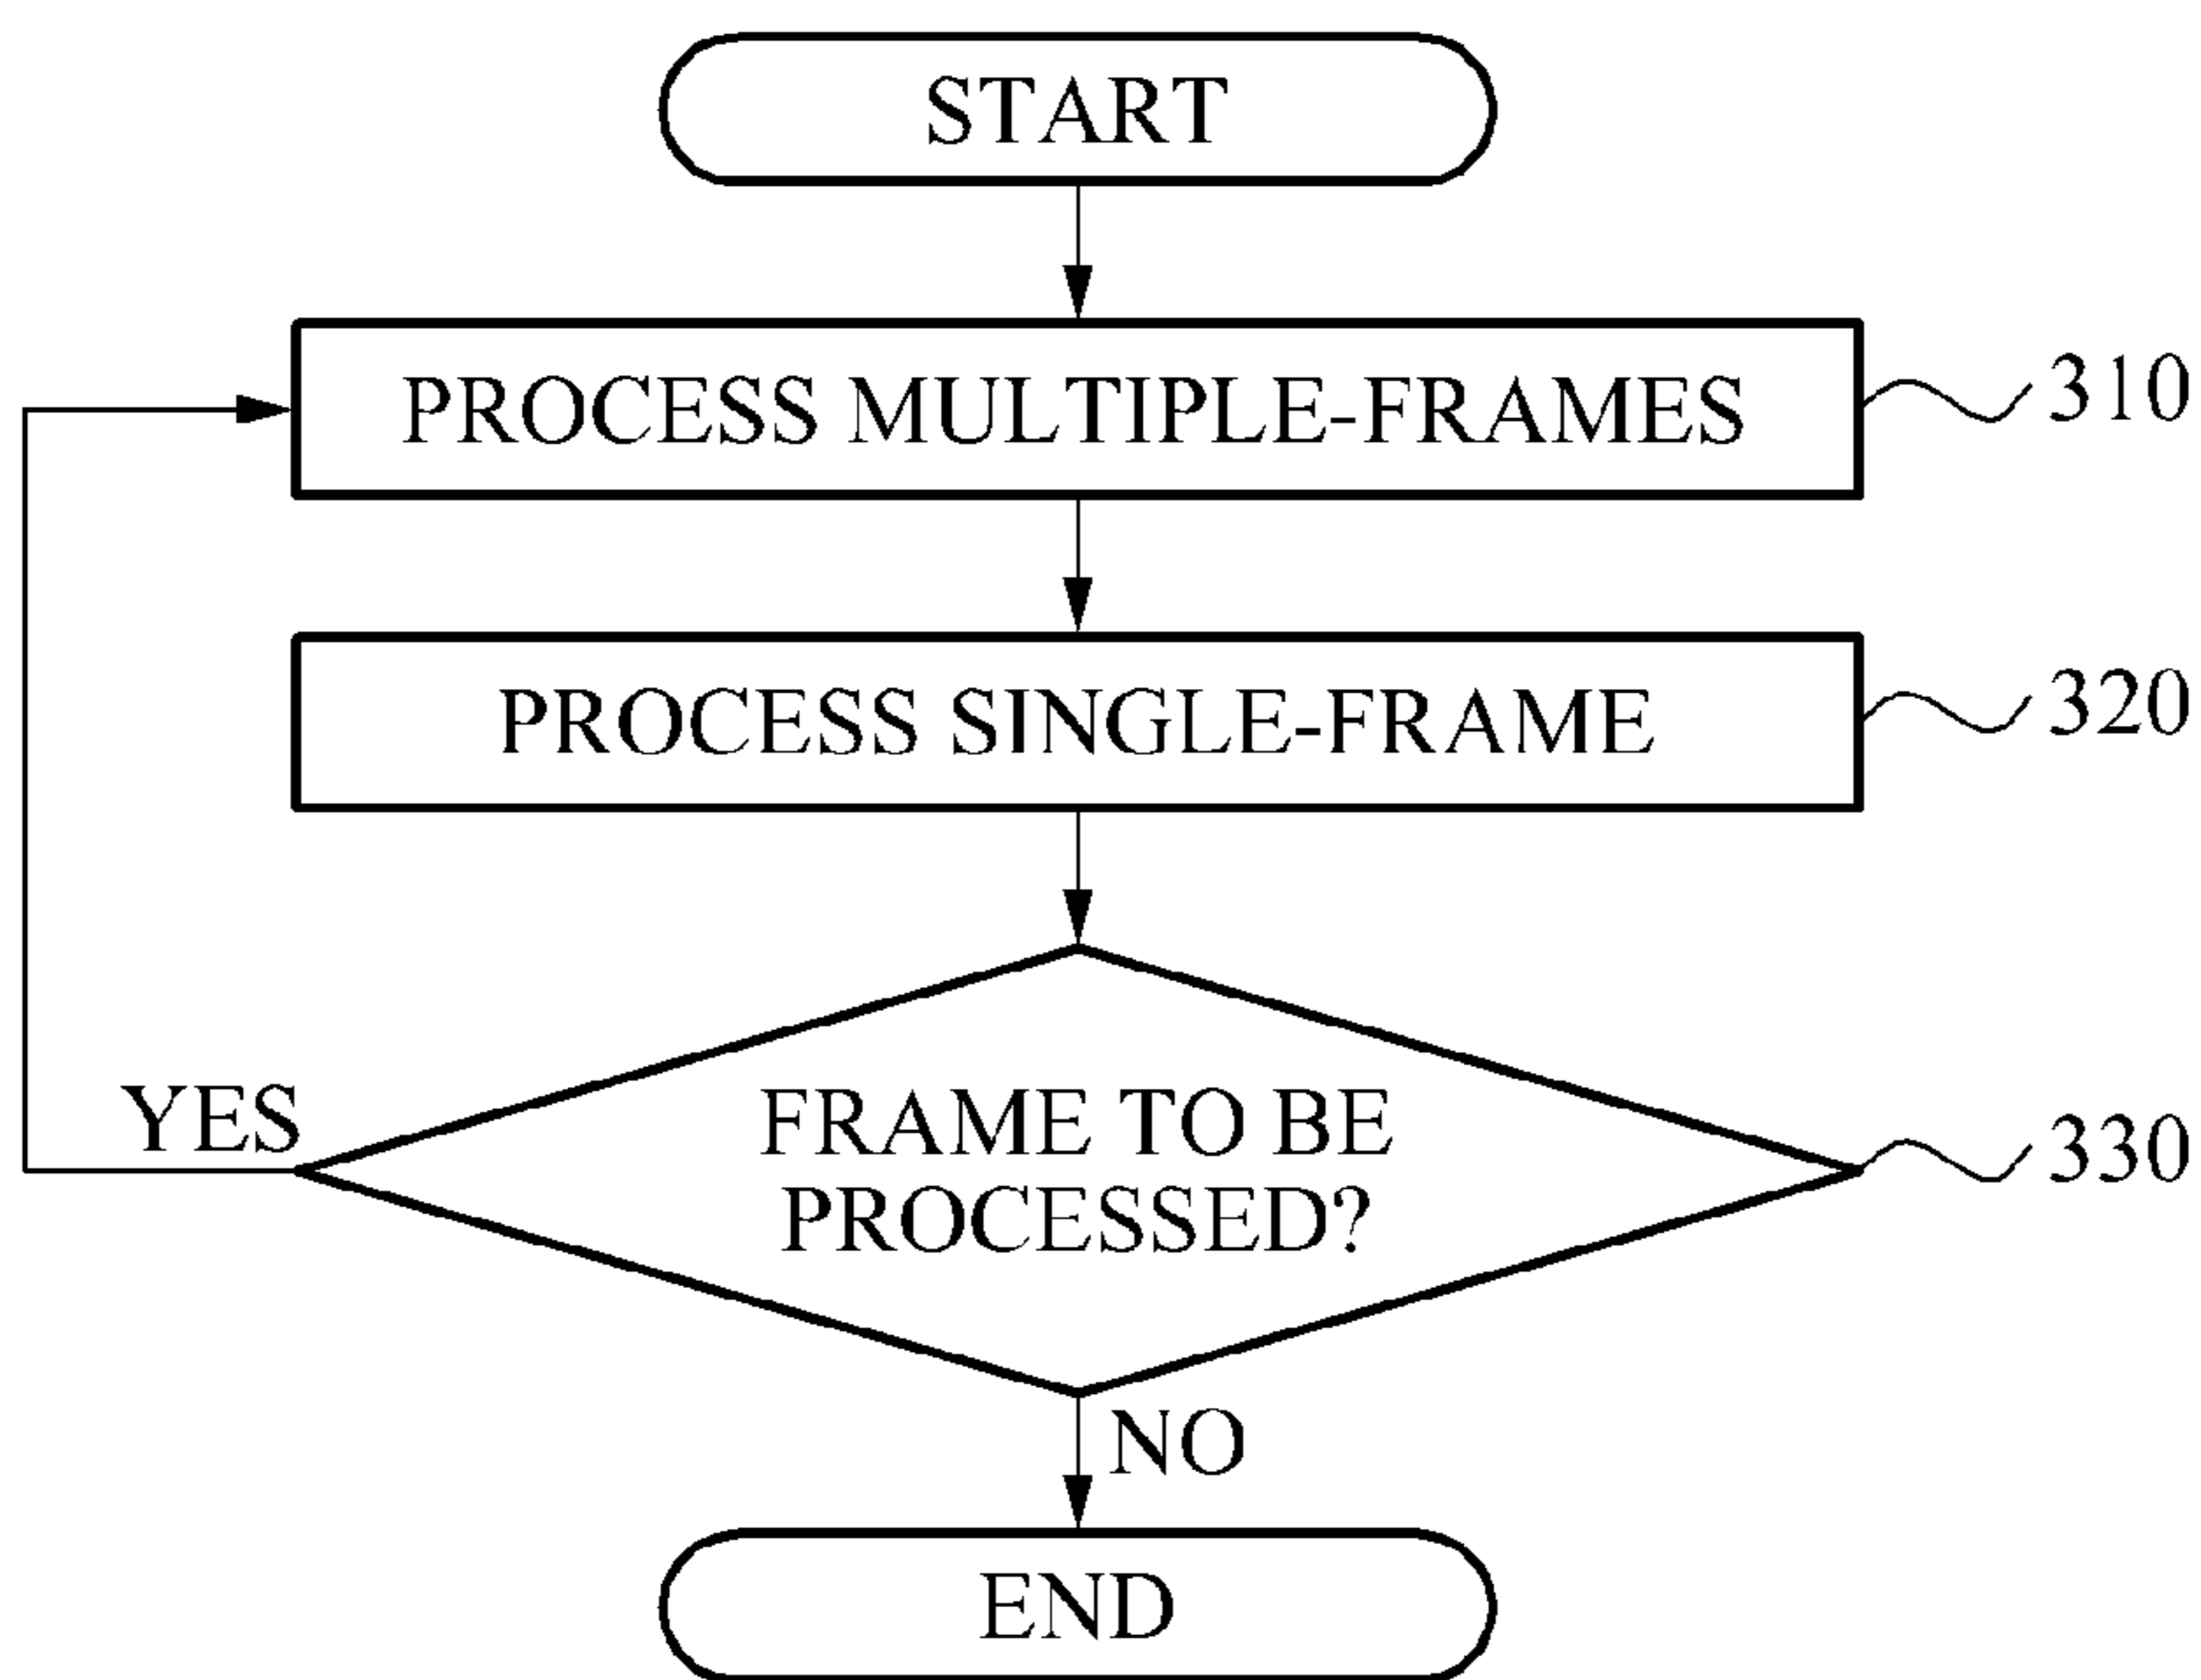 START
PROCESS MULTIPLE-FRAMES
310
PROCESS SINGLE-FRAME
320
FRAME TO BE
PROCESSED?
330
YES
NO
END